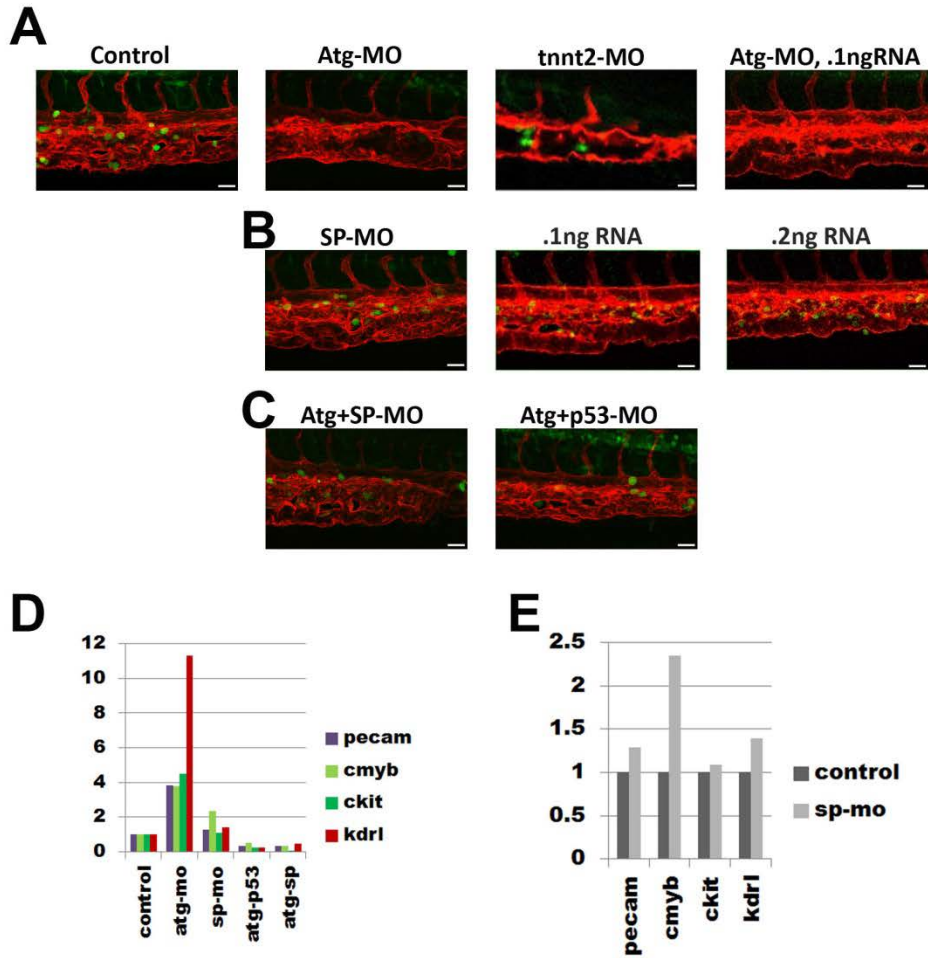 A
Control
Atg-MO
tnnt2-MO
Atg-MO, .1ngRNA
B
SP-MO
.1ng RNA
.2ng RNA
C
Atg+SP-MO
Atg+p53-MO
D
12
10
8
6
4
2
0
control
atg-mo
sp-mo
atg-p53
atg-sp
pecam
cmyb
ckit
kdrl
E
2.5
2
1.5
1
0.5
0
pecam
cmyb
ckit
kdrl
control
sp-mo